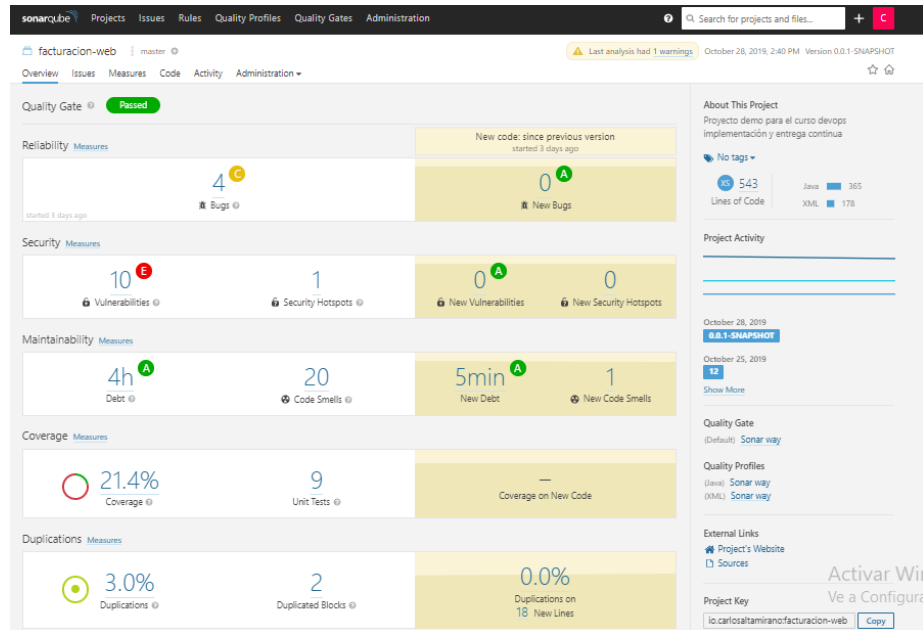 sonarqube Projects Issues Rules Quality Profiles Quality Gates Administration Search for projects and files... + C
facturacion-web master Last analysis had 1 warnings October 28, 2019, 2:40 PM Version 0.0.1-SNAPSHOT
Overview Issues Measures Code Activity Administration
Quality Gate Passed
New code: since previous version
started 3 days ago
Reliability Measures
4 C
Bugs
started 3 days ago
0 A
New Bugs
Security Measures
10 E
Vulnerabilities
1
Security Hotspots
0 A
New Vulnerabilities
0
New Security Hotspots
Maintainability Measures
4h A
Debt
20
Code Smells
5min A
New Debt
1
New Code Smells
Coverage Measures
21.4%
Coverage
9
Unit Tests
—
Coverage on New Code
Duplications Measures
3.0%
Duplications
2
Duplicated Blocks
0.0%
Duplications on
18 New Lines
About This Project
Proyecto demo para el curso devops
implementación y entrega continua
No tags
XS 543
Lines of Code
Java 365
XML 178
Project Activity
October 28, 2019
0.0.1-SNAPSHOT
October 25, 2019
12
Show More
Quality Gate
(Default) Sonar way
Quality Profiles
(Java) Sonar way
(XML) Sonar way
External Links
Project's Website
Sources
Project Key
io.carlosaltamirano:facturacion-web Copy
Activar Wi
Ve a Configura